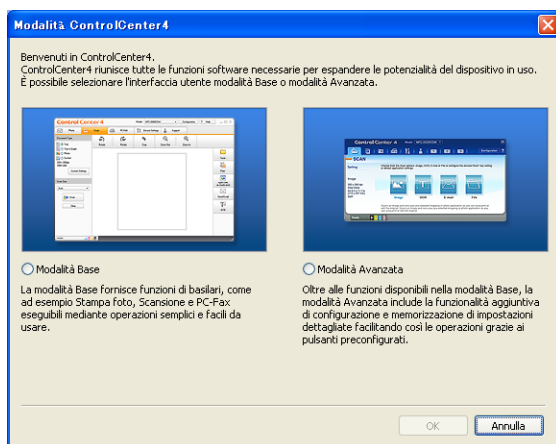 Modalità ControlCenter4
Benvenuti in ControlCenter4.
ControlCenter4 riunisce tutte le funzioni software necessarie per espandere le potenzialità del dispositivo in uso.
È possibile selezionare l'interfaccia utente modalità Base o modalità Avanzata.
Control Center 4
Control Center 4
SCAN
Modalità Base
La modalità Base fornisce funzioni di basilari, come
ad esempio Stampa foto, Scansione e PC-Fax
eseguibili mediante operazioni semplici e facili da
usare.
Modalità Avanzata
Oltre alle funzioni disponibili nella modalità Base, la
modalità Avanzata include la funzionalità aggiuntiva
di configurazione e memorizzazione di impostazioni
dettagliate facilitando così le operazioni grazie ai
pulsanti preconfigurati.
OK
Annulla